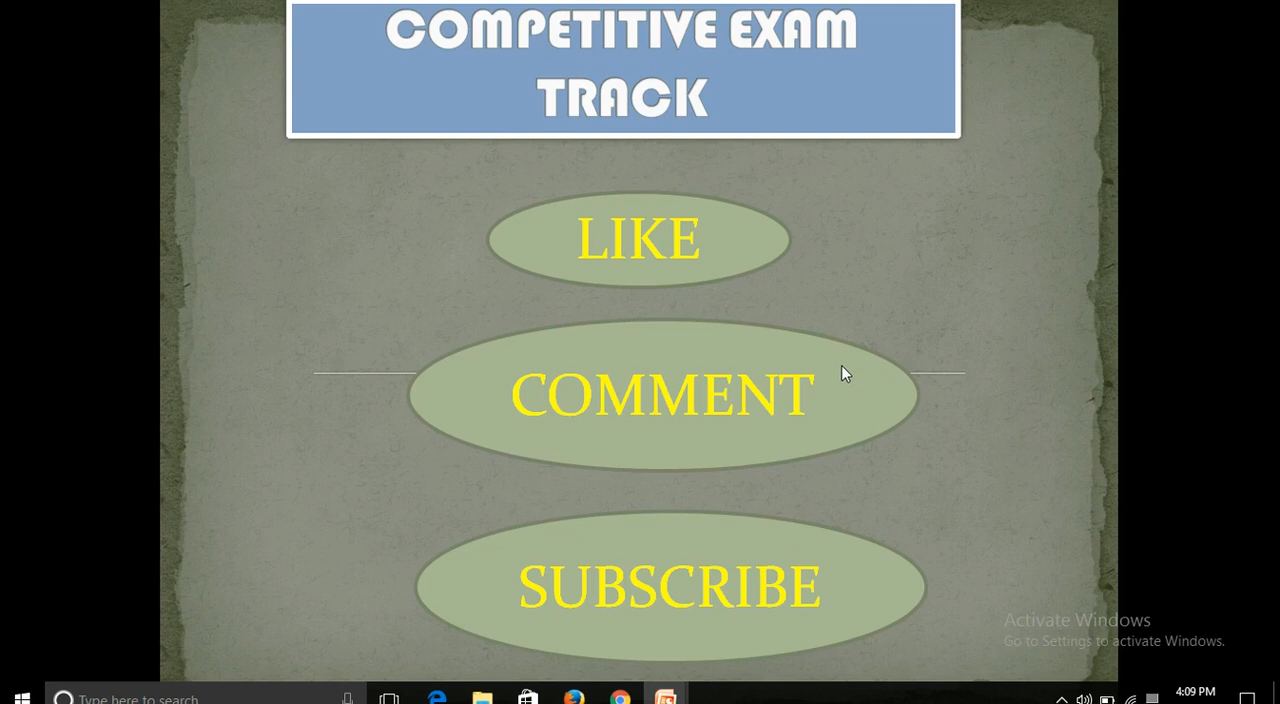 COMPETITIVE EXAM
TRACK
LIKE
COMMENT
SUBSCRIBE
Activate Windows
Go to Settings to activate Windows.
Type here to search
4:09 PM